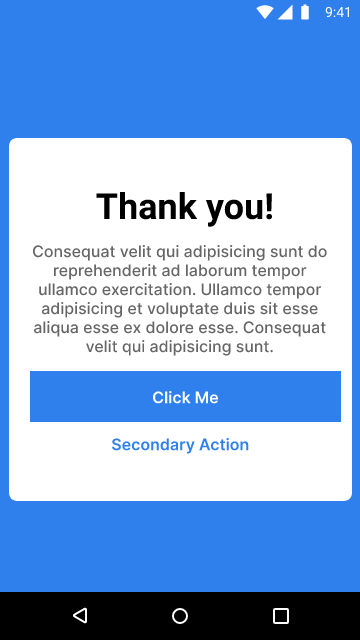 9:41
Thank you!
Consequat velit qui adipisicing sunt do
reprehenderit ad laborum tempor
ullamco exercitation. Ullamco tempor
adipisicing et voluptate duis sit esse
aliqua esse ex dolore esse. Consequat
velit qui adipisicing sunt.
Click Me
Secondary Action